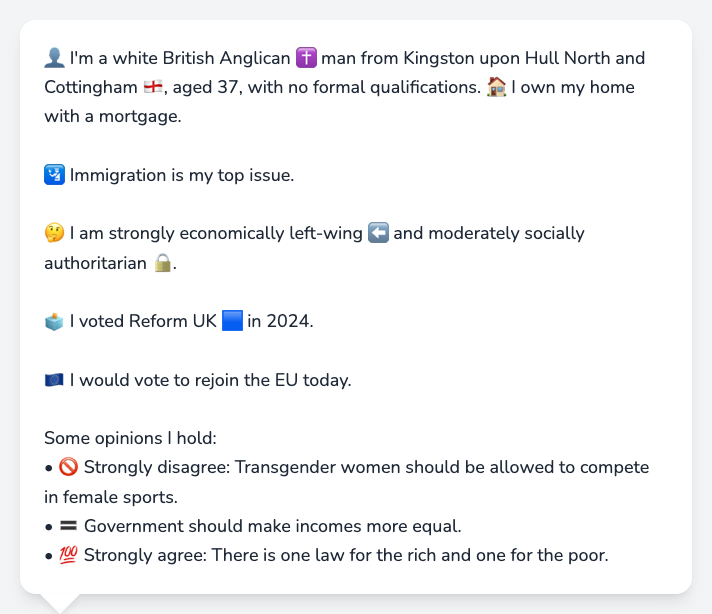 👤 I'm a white British Anglican ✝️ man from Kingston upon Hull North and
Cottingham 🏴󠁧󠁢󠁥󠁮󠁧󠁿, aged 37, with no formal qualifications. 🏠 I own my home
with a mortgage.
🛂 Immigration is my top issue.
🤔 I am strongly economically left-wing ⬅️ and moderately socially
authoritarian 🔒.
🗳️ I voted Reform UK 🟦 in 2024.
🇪🇺 I would vote to rejoin the EU today.
Some opinions I hold:
• 🚫 Strongly disagree: Transgender women should be allowed to compete
in female sports.
• 🟰 Government should make incomes more equal.
• 💯 Strongly agree: There is one law for the rich and one for the poor.